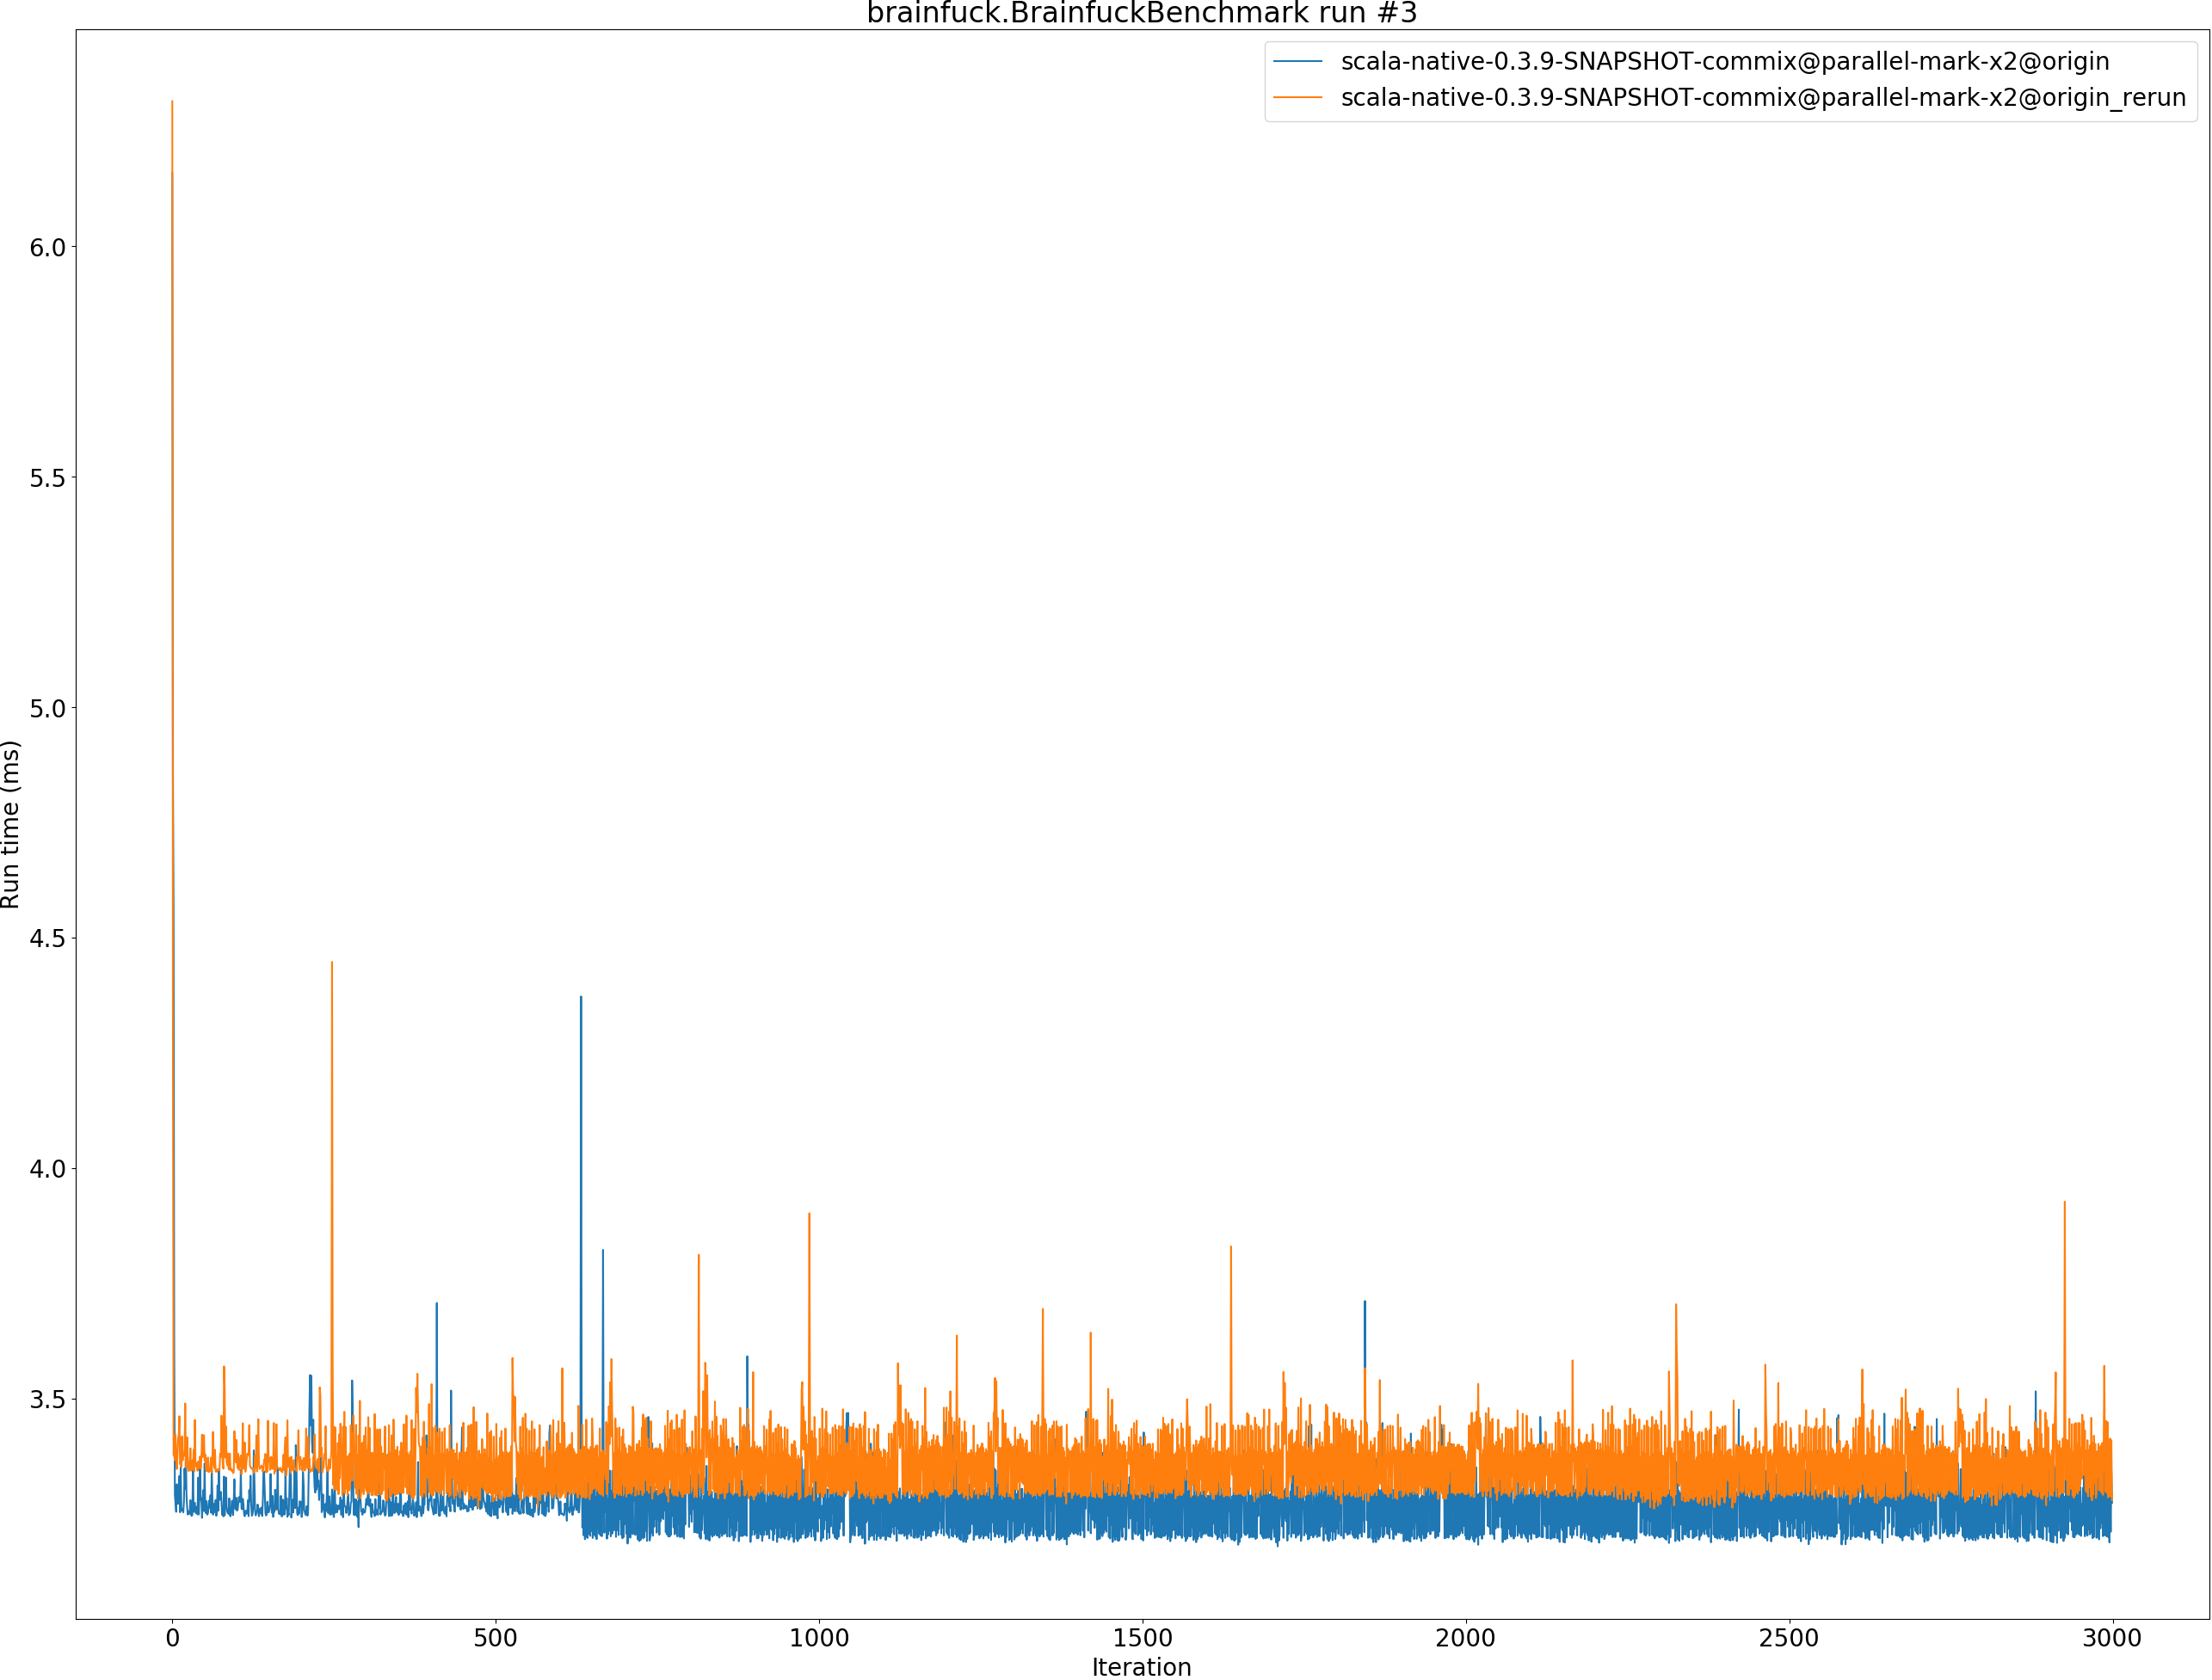 brainfuck.BrainfuckBenchmark run #3
scala-native-0.3.9-SNAPSHOT-commix@parallel-mark-x2@origin
scala-native-0.3.9-SNAPSHOT-commix@parallel-mark-x2@origin_rerun
6.0
5.5
5.0
4.5
4.0
3.5
Run time (ms)
0 500 1000 1500 2000 2500 3000
Iteration